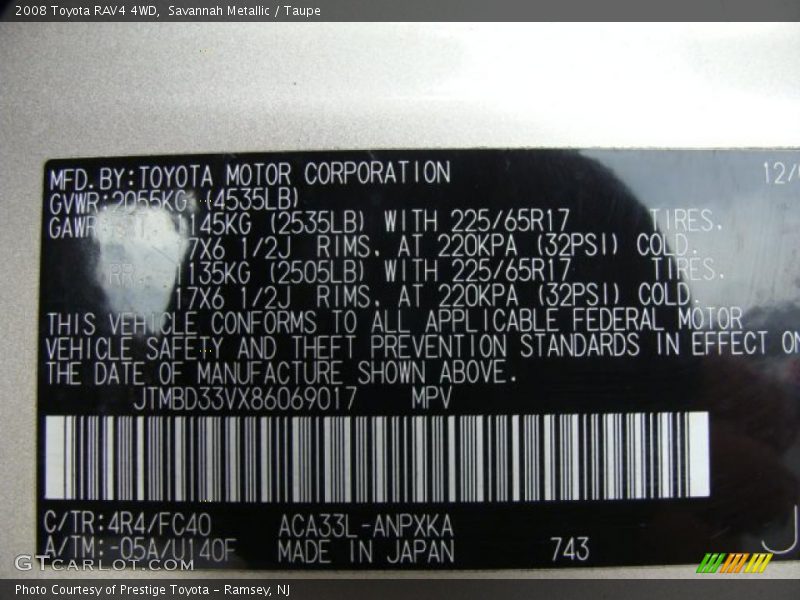 2008 Toyota RAV4 4WD,  Savannah Metallic / Taupe
MFD.BY:TOYOTA MOTOR CORPORATION 12/
GVWR:2055KG (4535LB)
GAWR: 1145KG (2535LB) WITH 225/65R17 TIRES.
17X6 1/2J RIMS. AT 220KPA (32PSI) COLD.
RR. 1135KG (2505LB) WITH 225/65R17 TIRES.
17X6 1/2J RIMS. AT 220KPA (32PSI) COLD.
THIS VEHICLE CONFORMS TO ALL APPLICABLE FEDERAL MOTOR
VEHICLE SAFETY AND THEFT PREVENTION STANDARDS IN EFFECT ON
THE DATE OF MANUFACTURE SHOWN ABOVE.
JTMBD33VX86069017 MPV
C/TR:4R4/FC40 ACA33L-ANPXKA
A/TM:-05A/U140F MADE IN JAPAN 743
GTcarlot.com
Photo Courtesy of Prestige Toyota - Ramsey, NJ